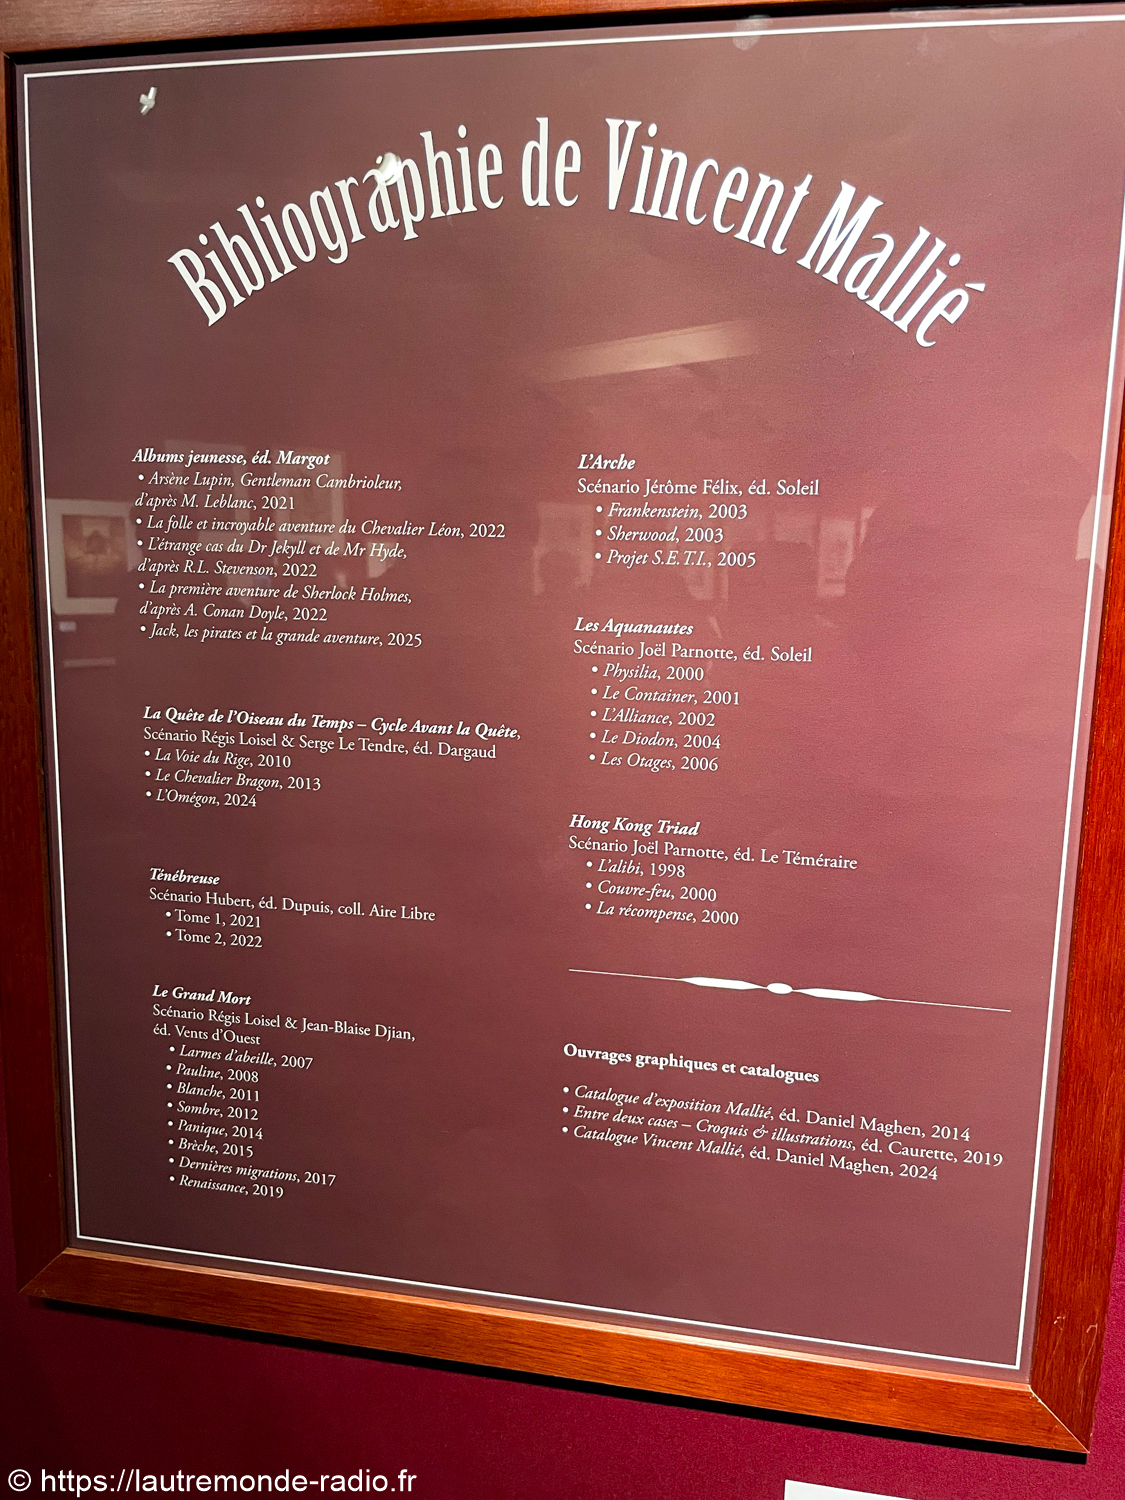 Bibliographie de Vincent Mallié
Albums jeunesse, éd. Margot
• Arsène Lupin, Gentleman Cambrioleur,
d'après M. Leblanc, 2021
• La folle et incroyable aventure du Chevalier Léon, 2022
• L'étrange cas du Dr Jekyll et de Mr Hyde,
d'après R.L. Stevenson, 2022
• La première aventure de Sherlock Holmes,
d'après A. Conan Doyle, 2022
• Jack, les pirates et la grande aventure, 2025
La Quête de l'Oiseau du Temps – Cycle Avant la Quête,
Scénario Régis Loisel & Serge Le Tendre, éd. Dargaud
• La Voie du Rige, 2010
• Le Chevalier Bragon, 2013
• L'Omégon, 2024
Ténébreuse
Scénario Hubert, éd. Dupuis, coll. Aire Libre
• Tome 1, 2021
• Tome 2, 2022
Le Grand Mort
Scénario Régis Loisel & Jean-Blaise Djian,
éd. Vents d'Ouest
• Larmes d'abeille, 2007
• Pauline, 2008
• Blanche, 2011
• Sombre, 2012
• Panique, 2014
• Brèche, 2015
• Dernières migrations, 2017
• Renaissance, 2019
L'Arche
Scénario Jérôme Félix, éd. Soleil
• Frankenstein, 2003
• Sherwood, 2003
• Projet S.E.T.I., 2005
Les Aquanautes
Scénario Joël Parnotte, éd. Soleil
• Physilia, 2000
• Le Container, 2001
• L'Alliance, 2002
• Le Diodon, 2004
• Les Otages, 2006
Hong Kong Triad
Scénario Joël Parnotte, éd. Le Téméraire
• L'alibi, 1998
• Couvre-feu, 2000
• La récompense, 2000
Ouvrages graphiques et catalogues
• Catalogue d'exposition Mallié, éd. Daniel Maghen, 2014
• Entre deux cases – Croquis & illustrations, éd. Caurette, 2019
• Catalogue Vincent Mallié, éd. Daniel Maghen, 2024
© https://lautremonde-radio.fr